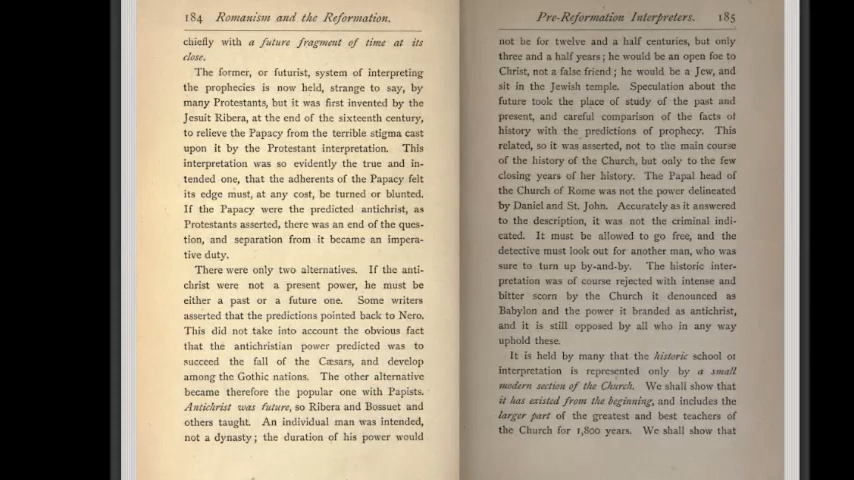 184 Romanism and the Reformation.
chiefly with a future fragment of time at its
close.
The former, or futurist, system of interpreting
the prophecies is now held, strange to say, by
many Protestants, but it was first invented by the
Jesuit Ribera, at the end of the sixteenth century,
to relieve the Papacy from the terrible stigma cast
upon it by the Protestant interpretation. This
interpretation was so evidently the true and in-
tended one, that the adherents of the Papacy felt
its edge must, at any cost, be turned or blunted.
If the Papacy were the predicted antichrist, as
Protestants asserted, there was an end of the ques-
tion, and separation from it became an impera-
tive duty.
There were only two alternatives. If the anti-
christ were not a present power, he must be
either a past or a future one. Some writers
asserted that the predictions pointed back to Nero.
This did not take into account the obvious fact
that the antichristian power predicted was to
succeed the fall of the Cæsars, and develop
among the Gothic nations. The other alternative
became therefore the popular one with Papists.
Antichrist was future, so Ribera and Bossuet and
others taught. An individual man was intended,
not a dynasty; the duration of his power would
Pre-Reformation Interpreters. 185
not be for twelve and a half centuries, but only
three and a half years; he would be an open foe to
Christ, not a false friend; he would be a Jew, and
sit in the Jewish temple. Speculation about the
future took the place of study of the past and
present, and careful comparison of the facts of
history with the predictions of prophecy. This
related, so it was asserted, not to the main course
of the history of the Church, but only to the few
closing years of her history. The Papal head of
the Church of Rome was not the power delineated
by Daniel and St. John. Accurately as it answered
to the description, it was not the criminal indi-
cated. It must be allowed to go free, and the
detective must look out for another man, who was
sure to turn up by-and-by. The historic inter-
pretation was of course rejected with intense and
bitter scorn by the Church it denounced as
Babylon and the power it branded as antichrist,
and it is still opposed by all who in any way
uphold these.
It is held by many that the historic school of
interpretation is represented only by a small
modern section of the Church. We shall show that
it has existed from the beginning, and includes the
larger part of the greatest and best teachers of
the Church for 1,800 years. We shall show that